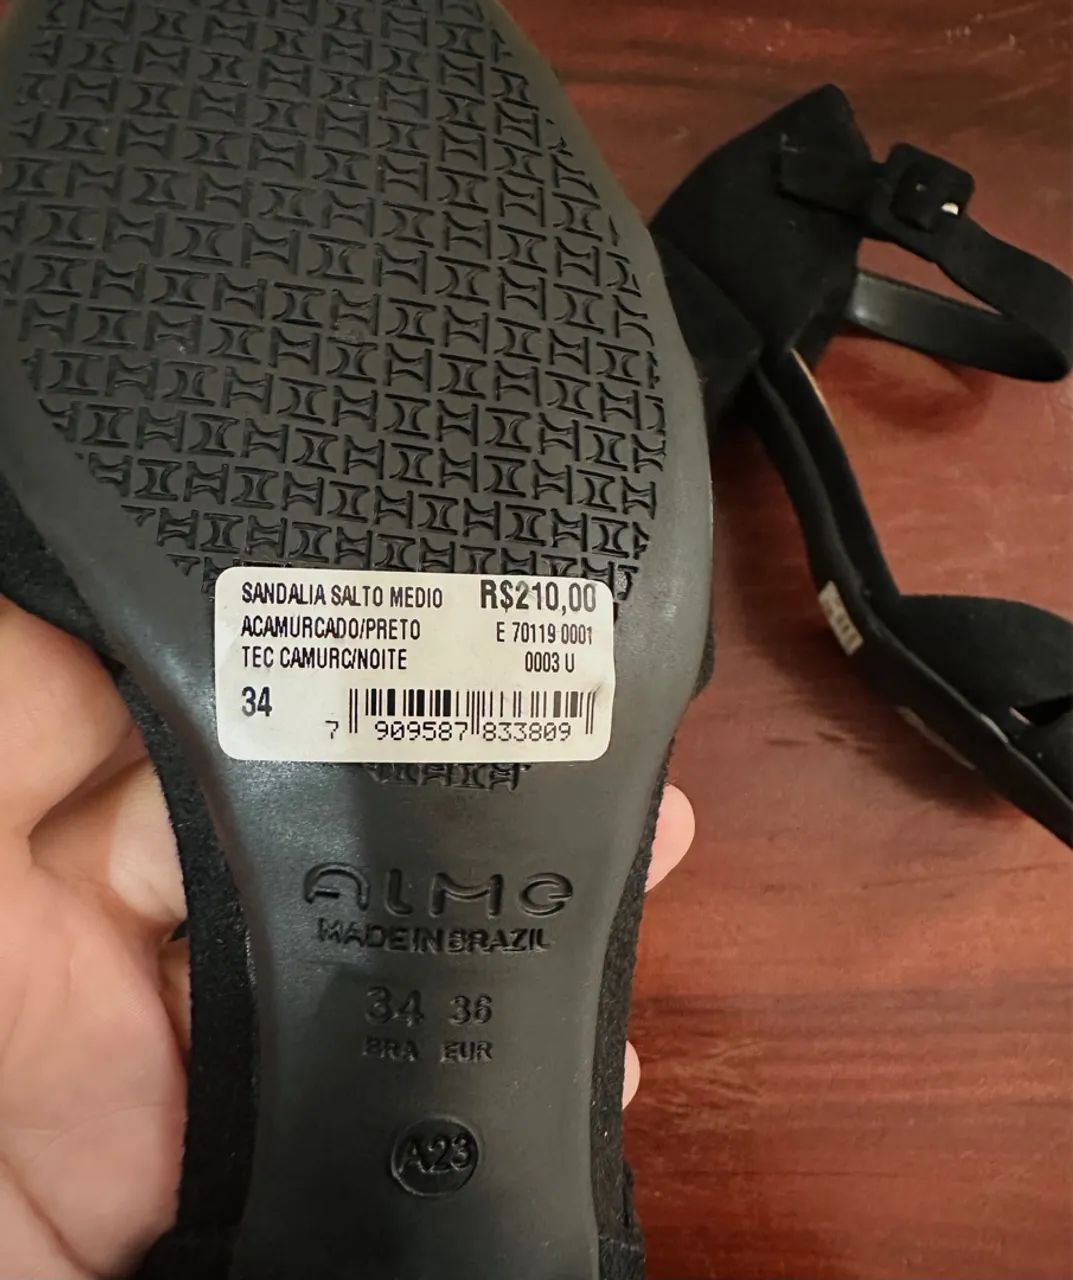 SANDALIA SALTO MEDIO R$210,00
ACAMURCADO/PRETO E 70119 0001
TEC CAMURC/NOITE 0003 U
34
7 909587 833809
ALME
MADE IN BRAZIL
34 36
BRA EUR
A23